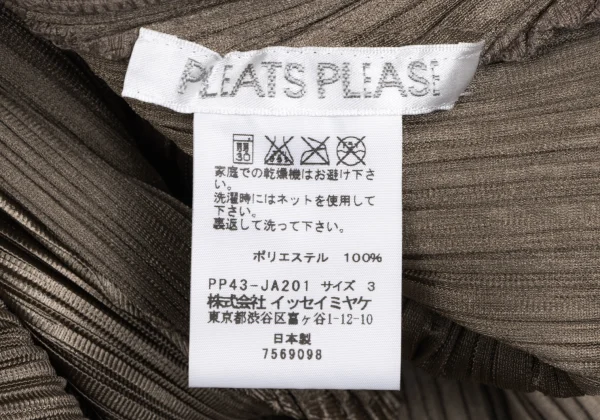 PLEATS PLEASE
30
家庭での乾燥機はお避け下さ
い。
洗濯時にはネットを使用して
下さい。
裏返して洗って下さい。
ポリエステル 100%
PP43-JA201 サイズ 3
株式会社 イッセイミヤケ
東京都渋谷区富ヶ谷1-12-10
日本製
7569098